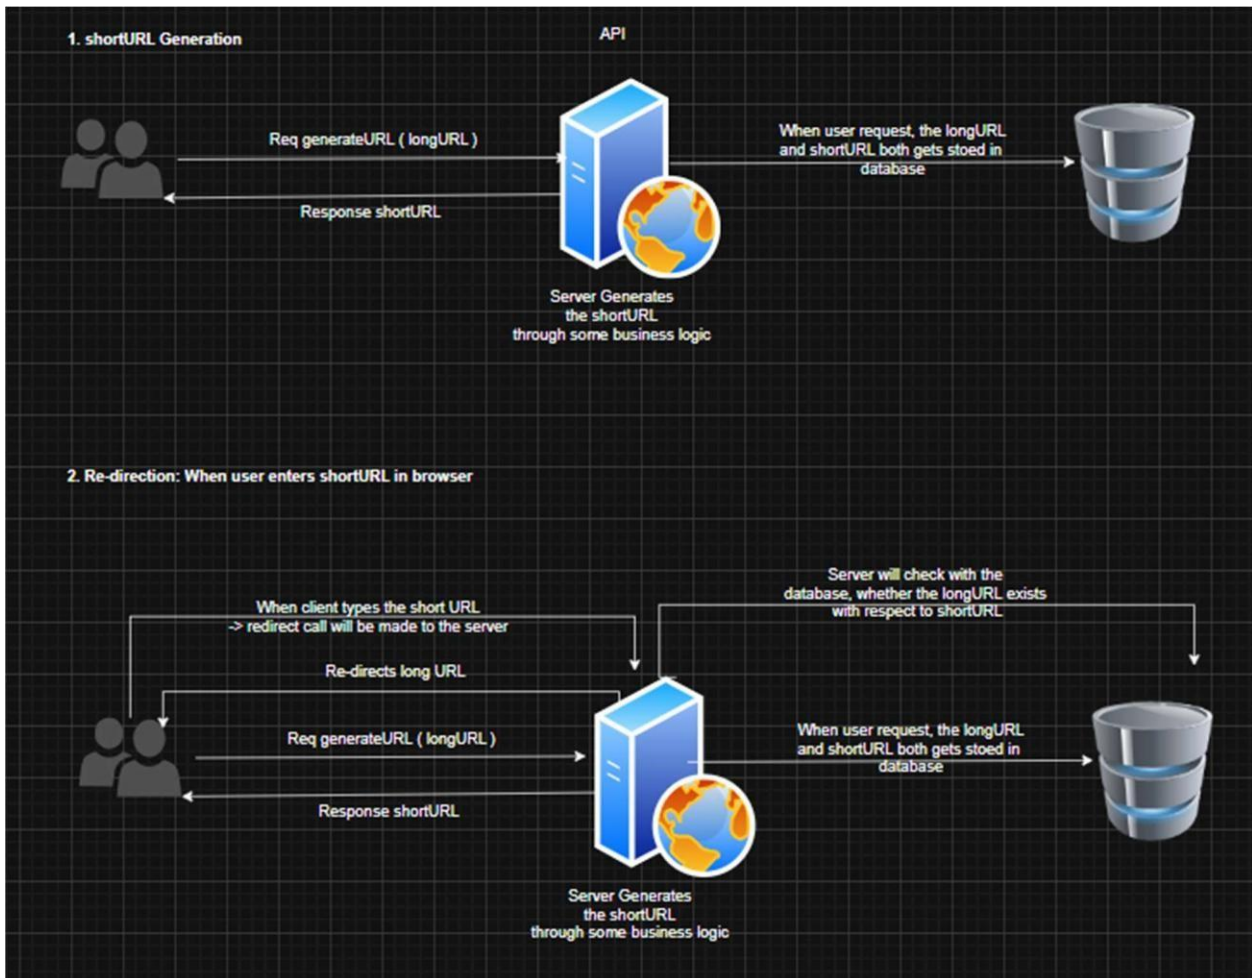 1. shortURL Generation
API
Req generateURL ( longURL )
Response shortURL
When user request, the longURL
and shortURL both gets stoed in
database
Server Generates
the shortURL
through some business logic
2. Re-direction: When user enters shortURL in browser
When client types the short URL
-> redirect call will be made to the server
Server will check with the
database, whether the longURL exists
with respect to shortURL
Re-directs long URL
Req generateURL ( longURL )
Response shortURL
When user request, the longURL
and shortURL both gets stoed in
database
Server Generates
the shortURL
through some business logic